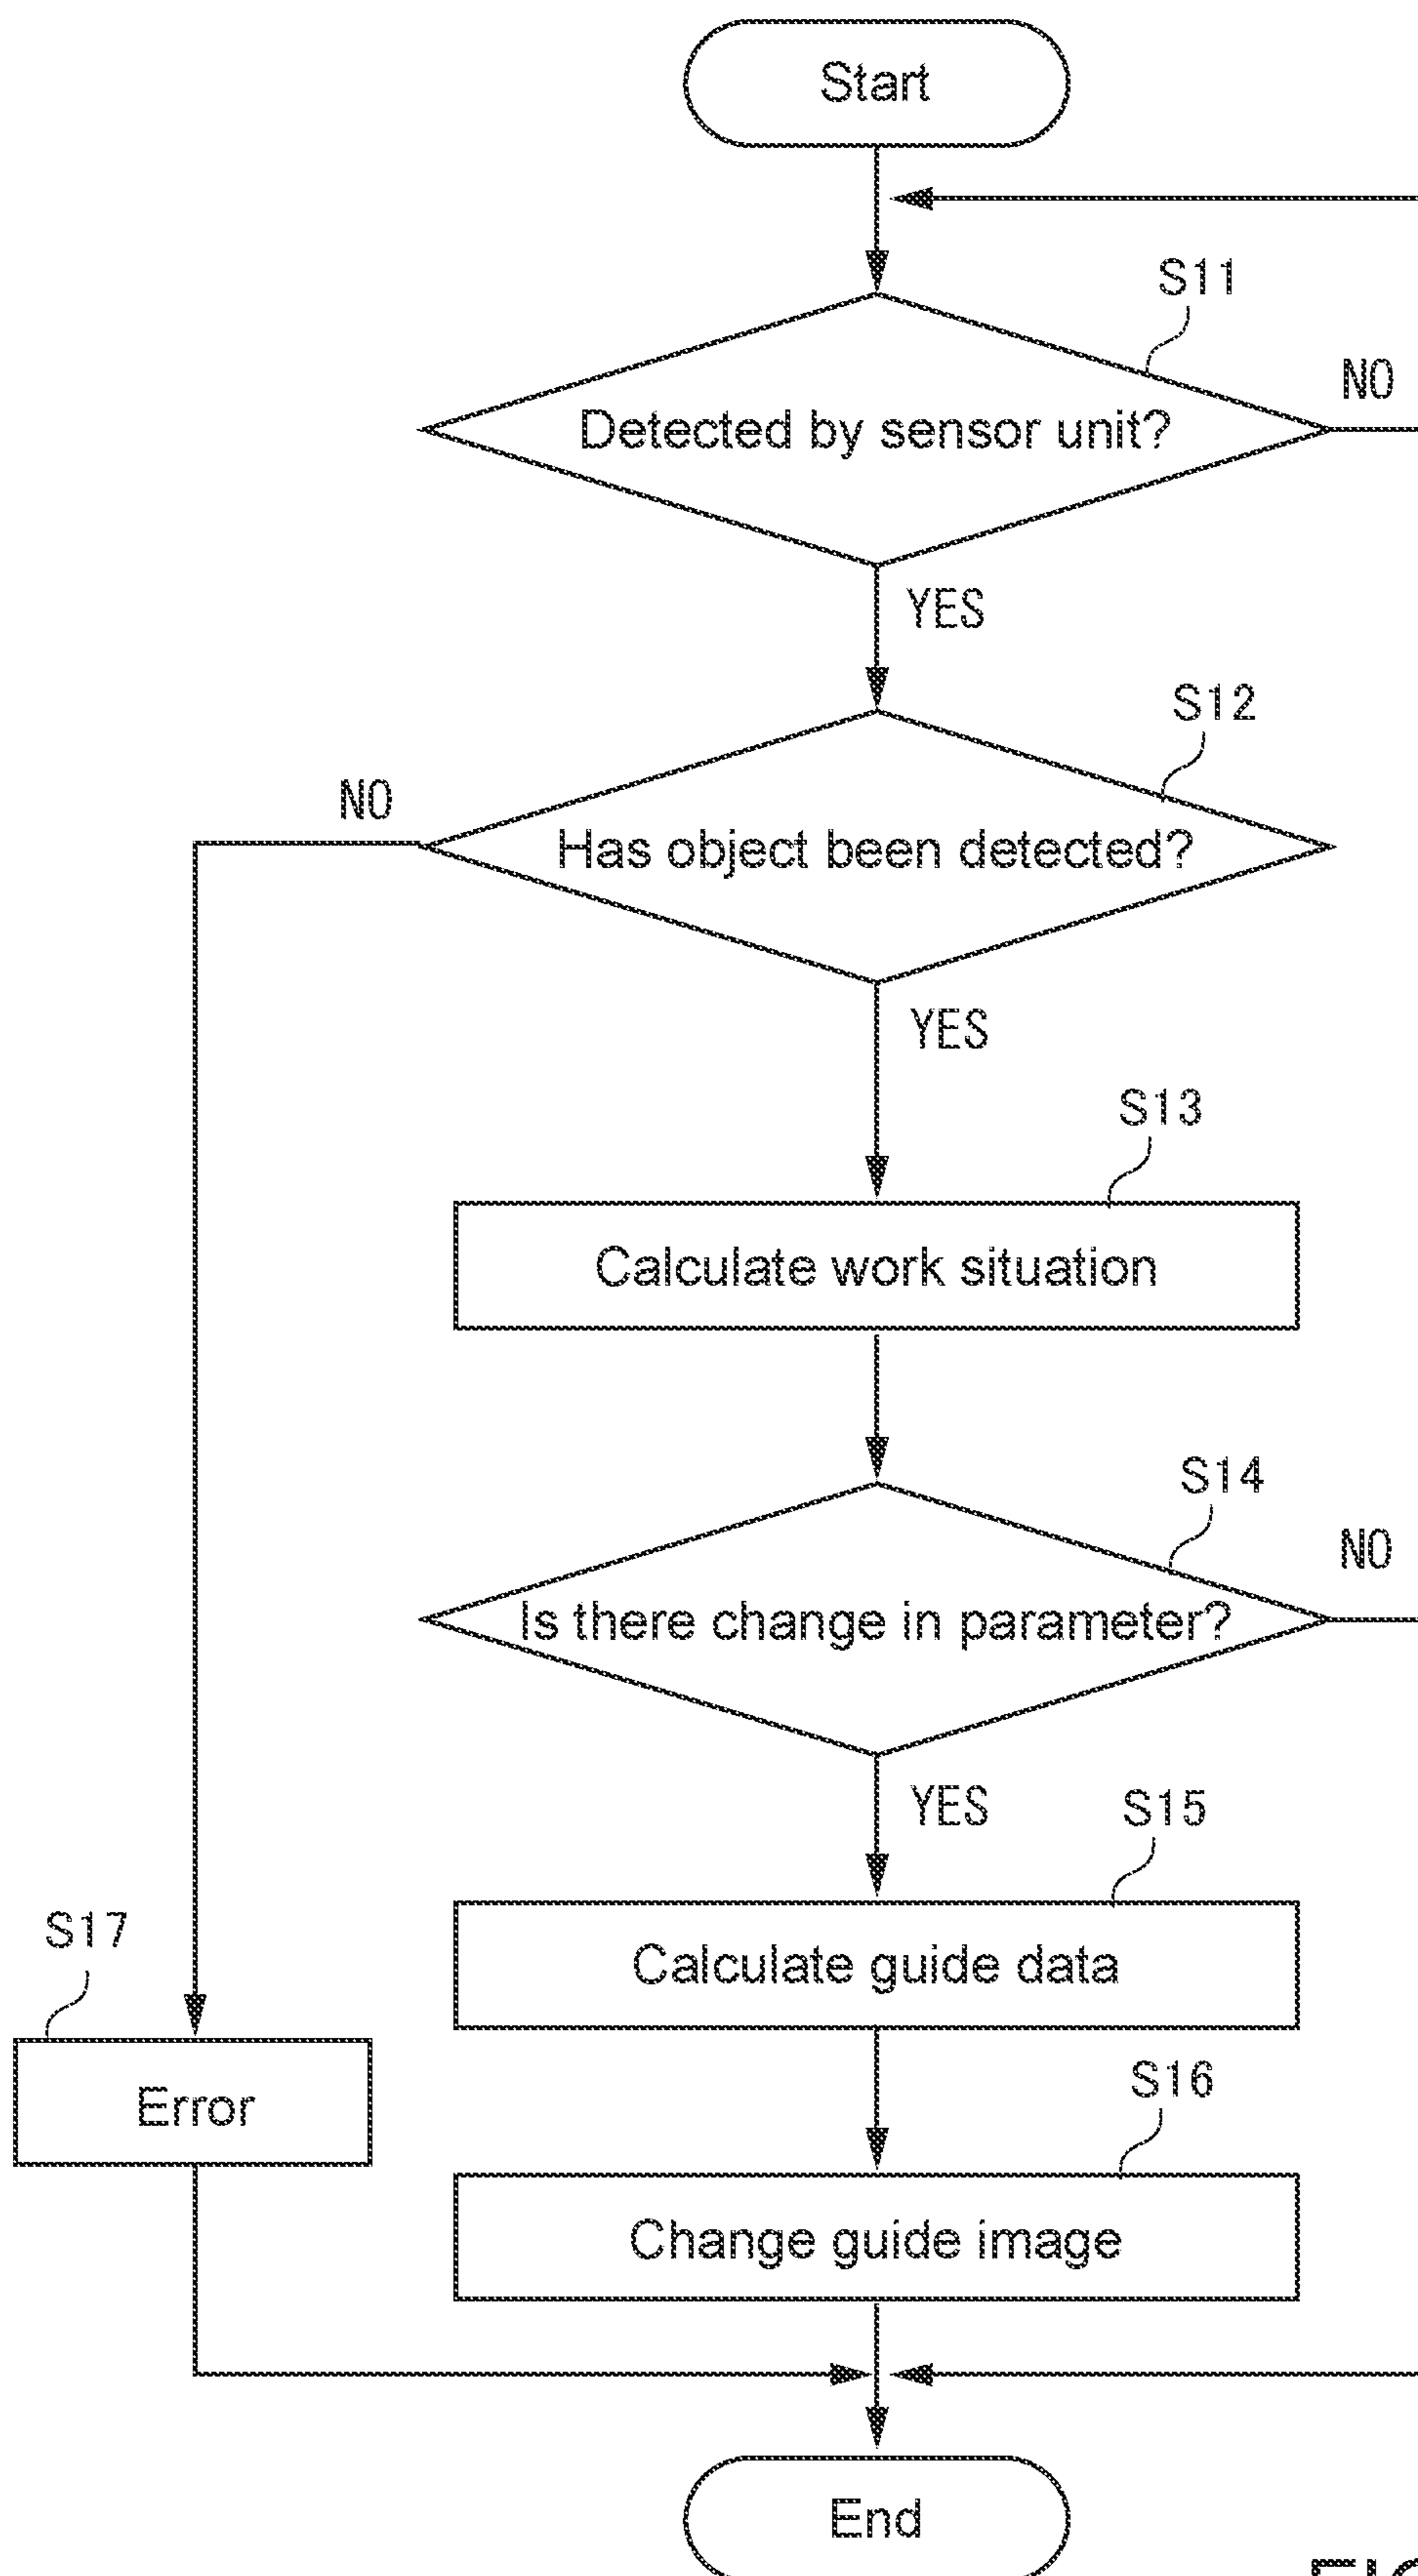 Start
S11
NO
Detected by sensor unit?
YES
S12
NO
Has object been detected?
YES
S13
Calculate work situation
S14
NO
Is there change in parameter?
YES
S15
Calculate guide data
S17
Error
S16
Change guide image
End